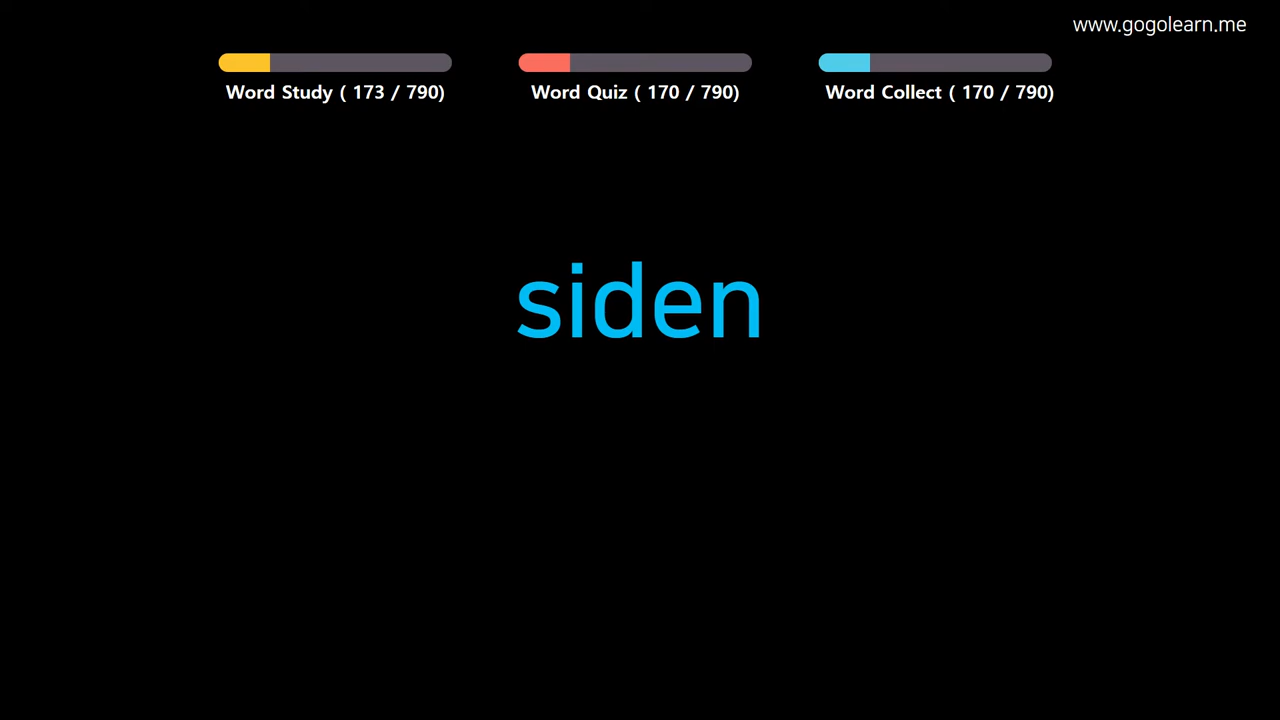 www.gogolearn.me
Word Study ( 173 / 790)
Word Quiz ( 170 / 790)
Word Collect ( 170 / 790)
siden